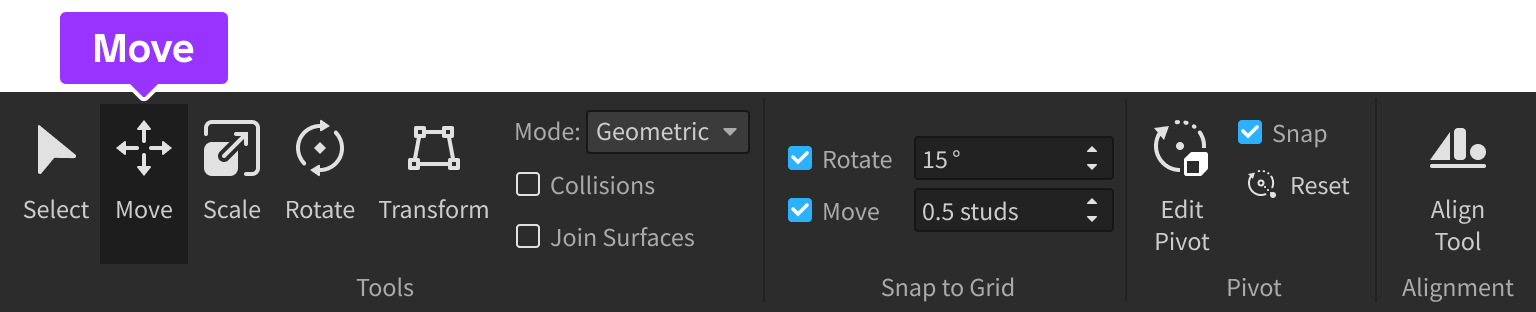 Move
Select
Move
Scale
Rotate
Transform
Mode: Geometric
Collisions
Join Surfaces
Tools
Rotate 15 °
Move 0.5 studs
Snap to Grid
Edit
Pivot
Snap
Reset
Pivot
Align
Tool
Alignment